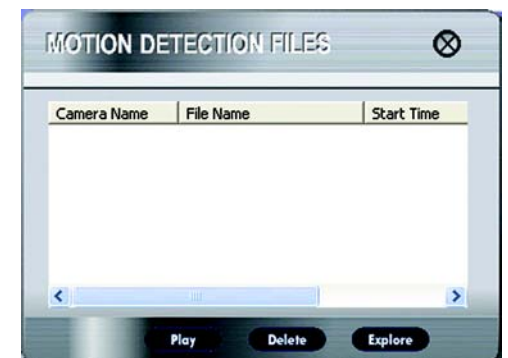 MOTION DETECTION FILES
Camera Name File Name Start Time
Play Delete Explore